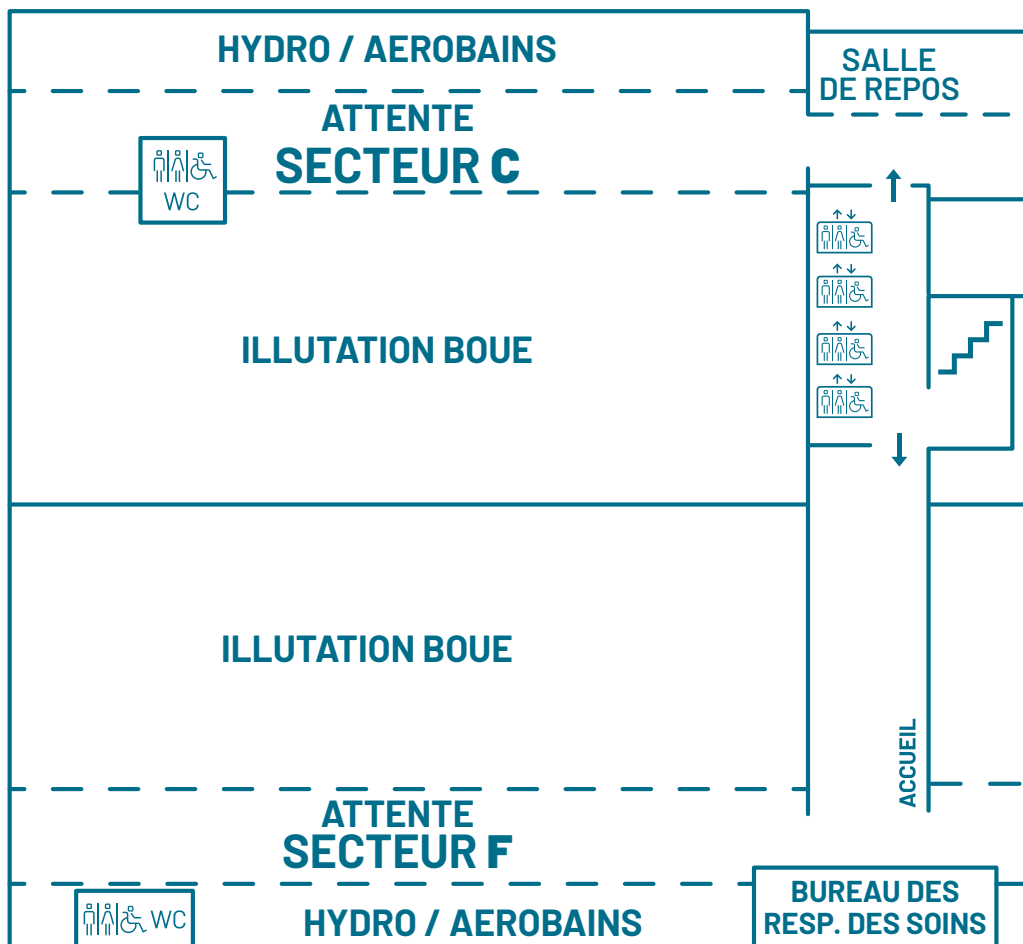 HYDRO / AEROBAINS
SALLE
DE REPOS
ATTENTE
SECTEUR C
WC
ILLUTATION BOUE
ILLUTATION BOUE
ACCUEIL
ATTENTE
SECTEUR F
WC
HYDRO / AEROBAINS
BUREAU DES
RESP. DES SOINS